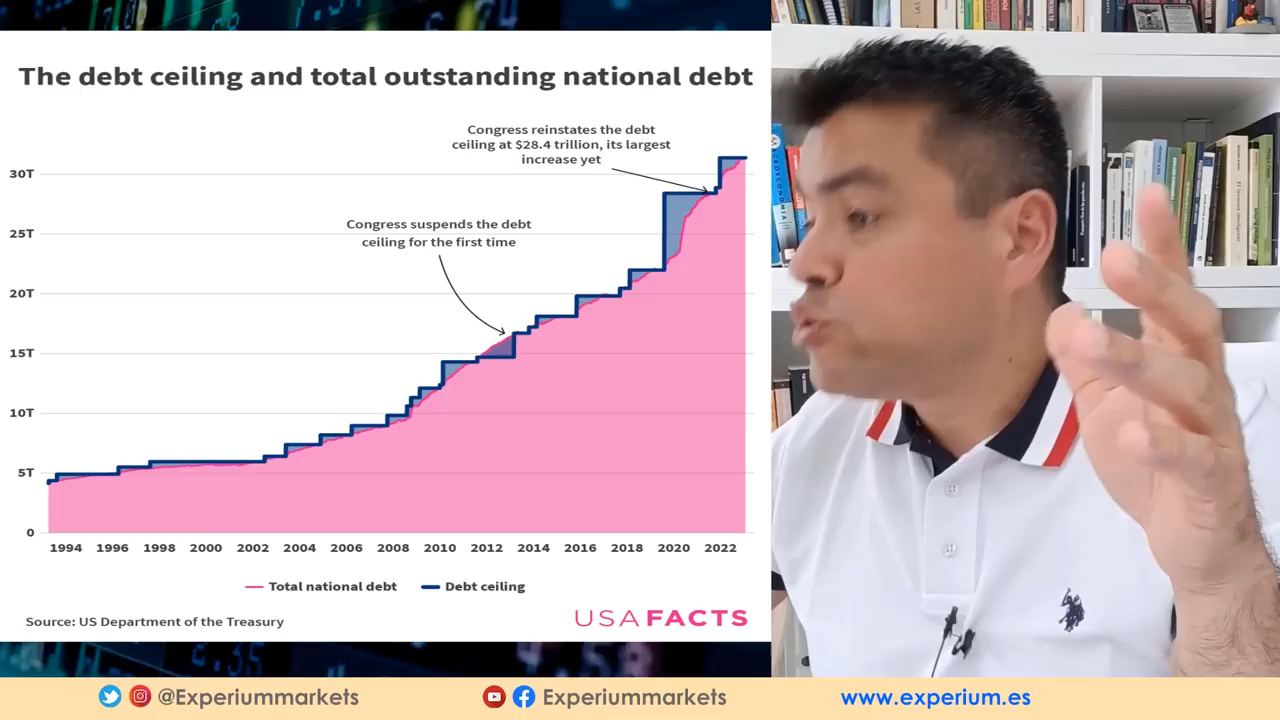 The debt ceiling and total outstanding national debt
Congress reinstates the debt
ceiling at $28.4 trillion, its largest
increase yet
Congress suspends the debt
ceiling for the first time
30T
25T
20T
15T
10T
5T
0
1994 1996 1998 2000 2002 2004 2006 2008 2010 2012 2014 2016 2018 2020 2022
Total national debt Debt ceiling
Source: US Department of the Treasury
USAFACTS
2.35
MACROECONOMIA
@Experiummarkets
Experiummarkets
www.experium.es